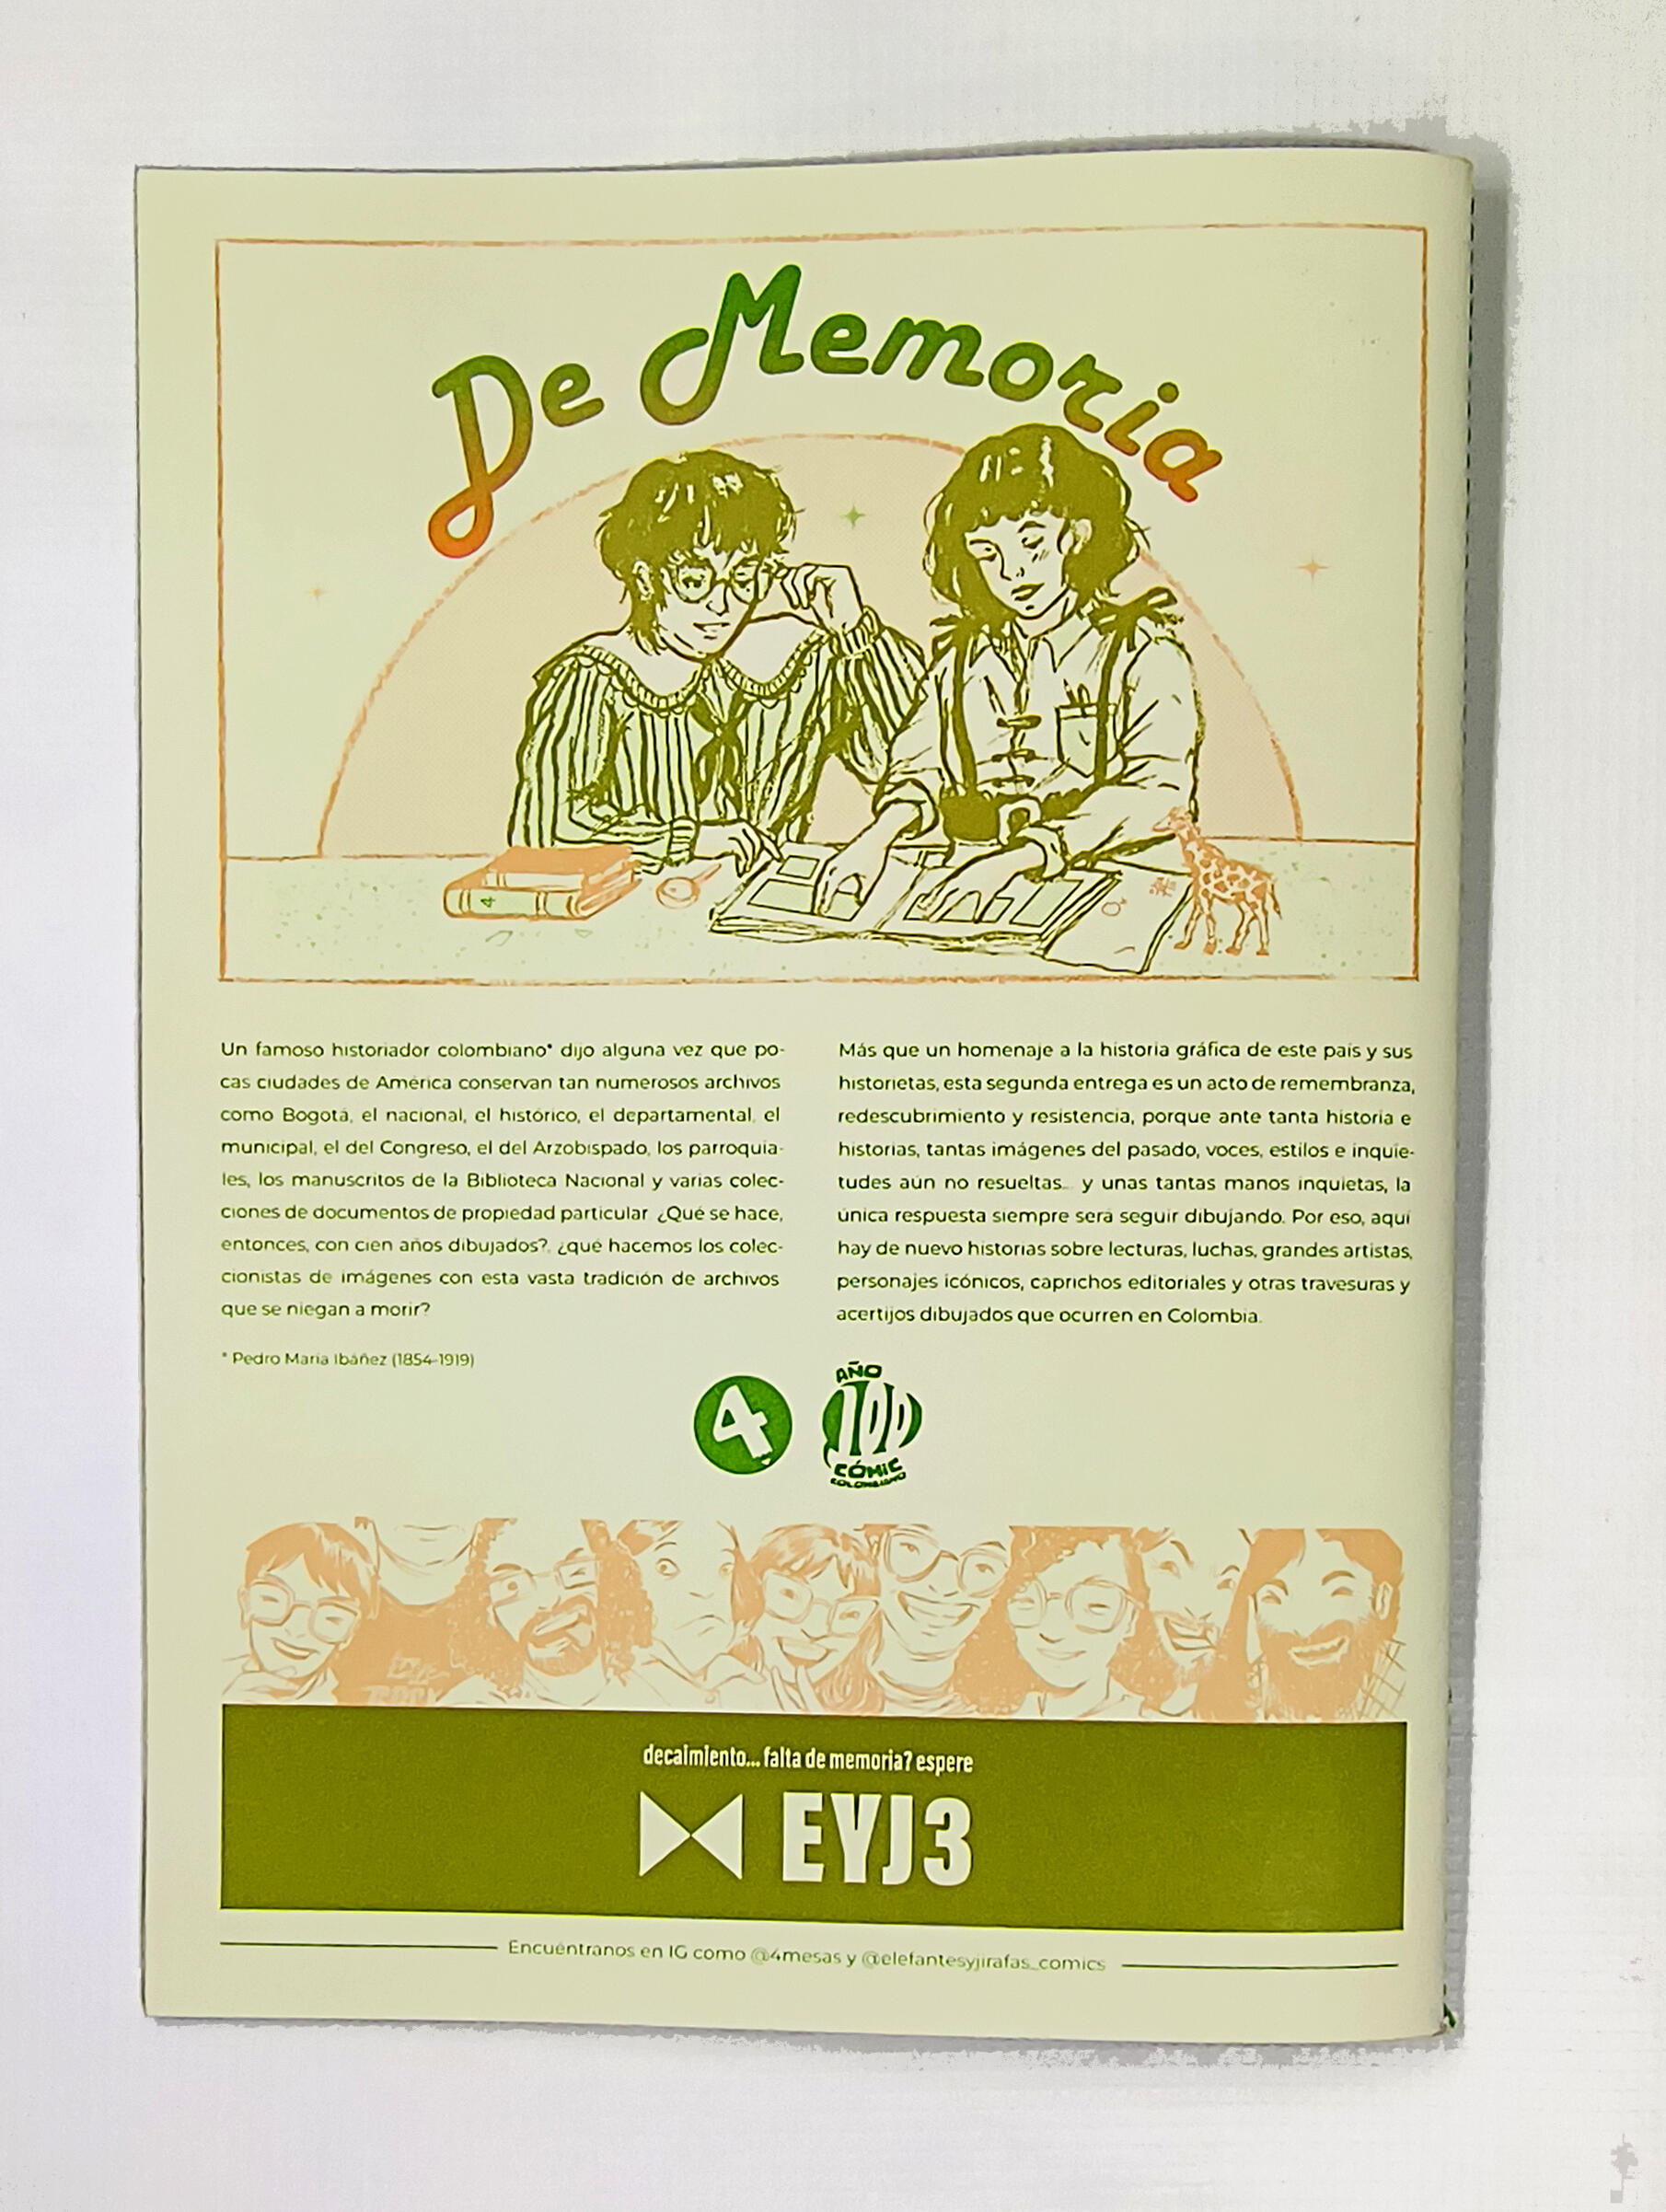 De Memoria
4
Un famoso historiador colombiano* dijo alguna vez que po-
cas ciudades de América conservan tan numerosos archivos
como Bogotá, el nacional, el histórico, el departamental, el
municipal, el del Congreso, el del Arzobispado, los parroquia-
les, los manuscritos de la Biblioteca Nacional y varias colec-
ciones de documentos de propiedad particular ¿Qué se hace,
entonces, con cien años dibujados?, ¿qué hacemos los colec-
cionistas de imágenes con esta vasta tradición de archivos
que se niegan a morir?
* Pedro María Ibáñez (1854-1919)
Más que un homenaje a la historia gráfica de este país y sus
historietas, esta segunda entrega es un acto de remembranza,
redescubrimiento y resistencia, porque ante tanta historia e
historias, tantas imágenes del pasado, voces, estilos e inquie-
tudes aún no resueltas... y unas tantas manos inquietas, la
única respuesta siempre será seguir dibujando. Por eso, aquí
hay de nuevo historias sobre lecturas, luchas, grandes artistas,
personajes icónicos, caprichos editoriales y otras travesuras y
acertijos dibujados que ocurren en Colombia.
4
AÑO
100
CÓMIC
COLOMBIANO
decaimiento... falta de memoria? espere
EYJ3
Encuéntranos en IG como @4mesas y @elefantesyjirafas_comics